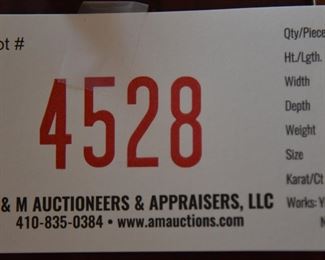 ot #
4528
& M AUCTIONEERS & APPRAISERS, LLC
410-835-0384 • www.amauctions.com
Qty/Piece
Ht./Lgth.
Width
Depth
Weight
Size
Karat/Ct
Works: Y
N